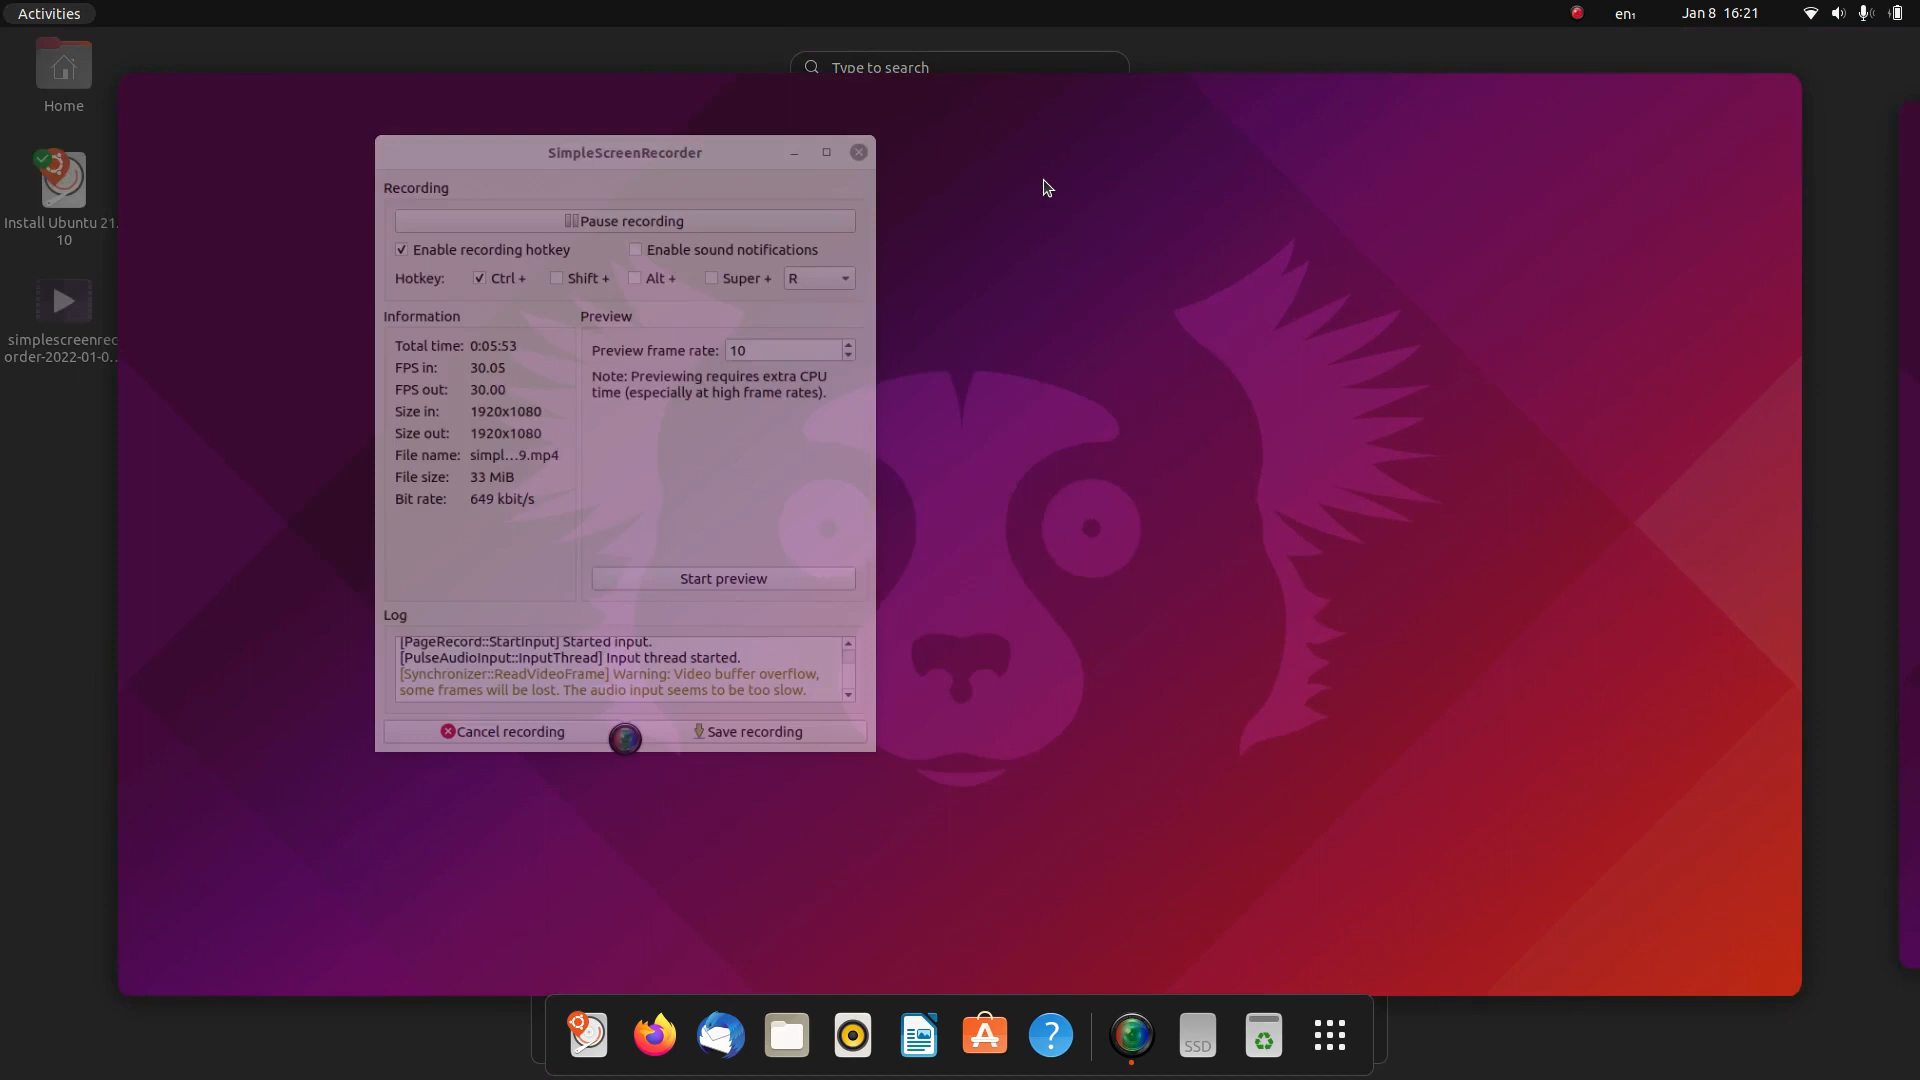 Activities
en₁
Jan 8 16:21
Type to search
Home
Install Ubuntu 21.
10
simplescreenrec
order-2022-01-0...
SimpleScreenRecorder
Recording
Pause recording
Enable recording hotkey
Enable sound notifications
Hotkey: Ctrl + Shift + Alt + Super + R
Information
Total time: 0:05:53
FPS in: 30.05
FPS out: 30.00
Size in: 1920x1080
Size out: 1920x1080
File name: simpl...9.mp4
File size: 33 MiB
Bit rate: 649 kbit/s
Preview
Preview frame rate: 10
Note: Previewing requires extra CPU
time (especially at high frame rates).
Start preview
Log
[PageRecord::StartInput] Started input.
[PulseAudioInput::InputThread] Input thread started.
[Synchronizer::ReadVideoFrame] Warning: Video buffer overflow,
some frames will be lost. The audio input seems to be too slow.
Cancel recording
Save recording
?
SSD